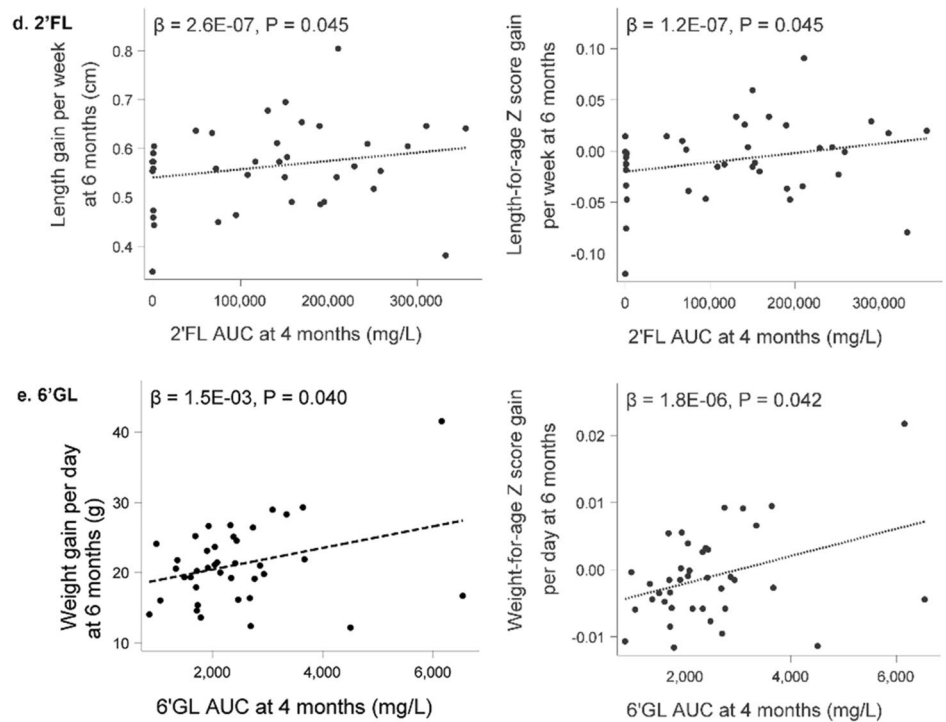 d. 2'FL
β = 2.6E-07, P = 0.045
Length gain per week
at 6 months (cm)
0.8
0.7
0.6
0.5
0.4
0
100,000
200,000
300,000
2'FL AUC at 4 months (mg/L)
β = 1.2E-07, P = 0.045
Length-for-age Z score gain
per week at 6 months
0.10
0.05
0.00
-0.05
-0.10
0
100,000
200,000
300,000
2'FL AUC at 4 months (mg/L)
e. 6'GL
β = 1.5E-03, P = 0.040
Weight gain per day
at 6 months (g)
40
30
20
10
2,000
4,000
6,000
6'GL AUC at 4 months (mg/L)
β = 1.8E-06, P = 0.042
Weight-for-age Z score gain
per day at 6 months
0.02
0.01
0.00
-0.01
2,000
4,000
6,000
6'GL AUC at 4 months (mg/L)